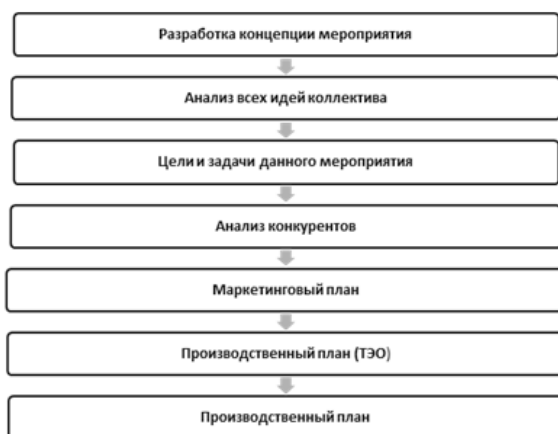 Разработка концепции мероприятия
Анализ всех идей коллектива
Цели и задачи данного мероприятия
Анализ конкурентов
Маркетинговый план
Производственный план (ТЭО)
Производственный план